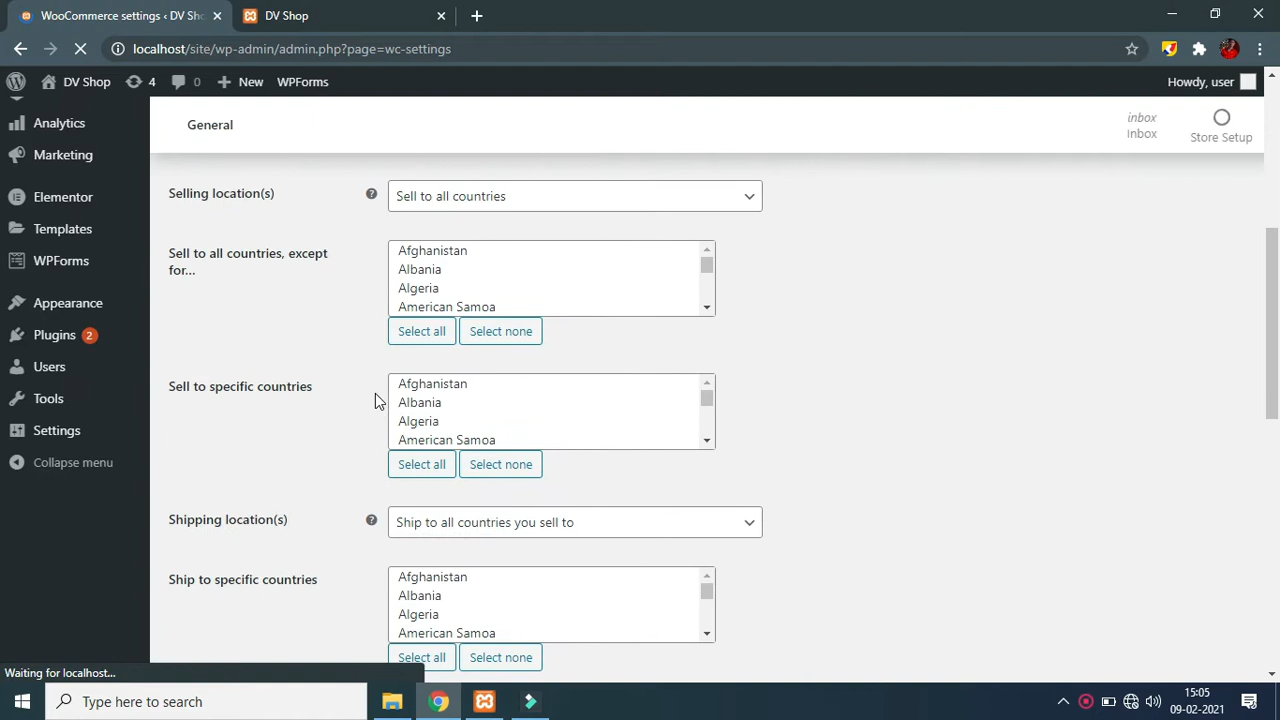 WooCommerce settings ‹ DV Sho
DV Shop
localhost/site/wp-admin/admin.php?page=wc-settings
DV Shop
4
0
New
WPForms
Howdy, user
Analytics
Marketing
Elementor
Templates
WPForms
Appearance
Plugins 2
Users
Tools
Settings
Collapse menu
General
inbox
Inbox
Store Setup
Selling location(s)
?
Sell to all countries
Sell to all countries, except
for...
Afghanistan
Albania
Algeria
American Samoa
Select all
Select none
Sell to specific countries
Afghanistan
Albania
Algeria
American Samoa
Select all
Select none
Shipping location(s)
?
Ship to all countries you sell to
Ship to specific countries
Afghanistan
Albania
Algeria
American Samoa
Select all
Select none
Waiting for localhost...
Type here to search
15:05
09-02-2021